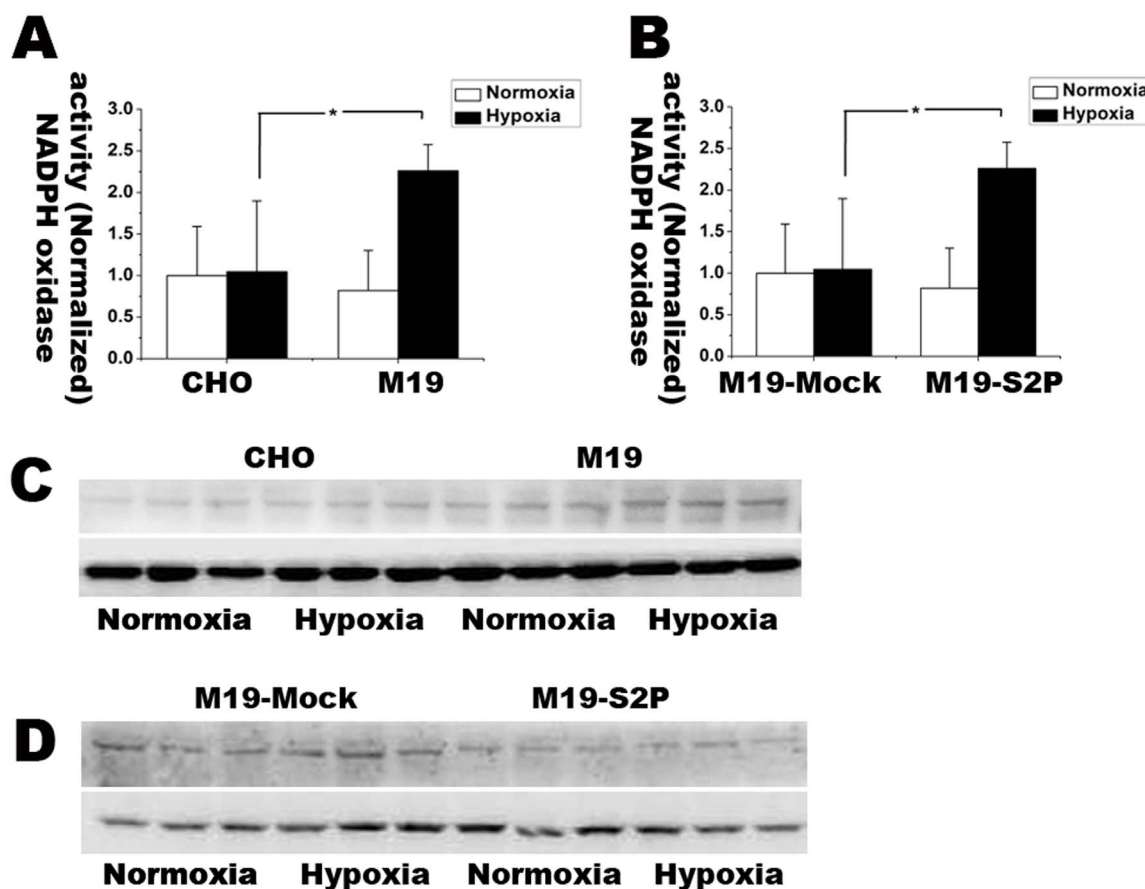 A
activity (Normalized)
NADPH oxidase
3.0
2.5
2.0
1.5
1.0
0.5
0.0
Normoxia
Hypoxia
*
CHO M19
B
activity (Normalized)
NADPH oxidase
3.0
2.5
2.0
1.5
1.0
0.5
0.0
Normoxia
Hypoxia
*
M19-Mock M19-S2P
C
CHO M19
Normoxia Hypoxia Normoxia Hypoxia
D
M19-Mock M19-S2P
Normoxia Hypoxia Normoxia Hypoxia